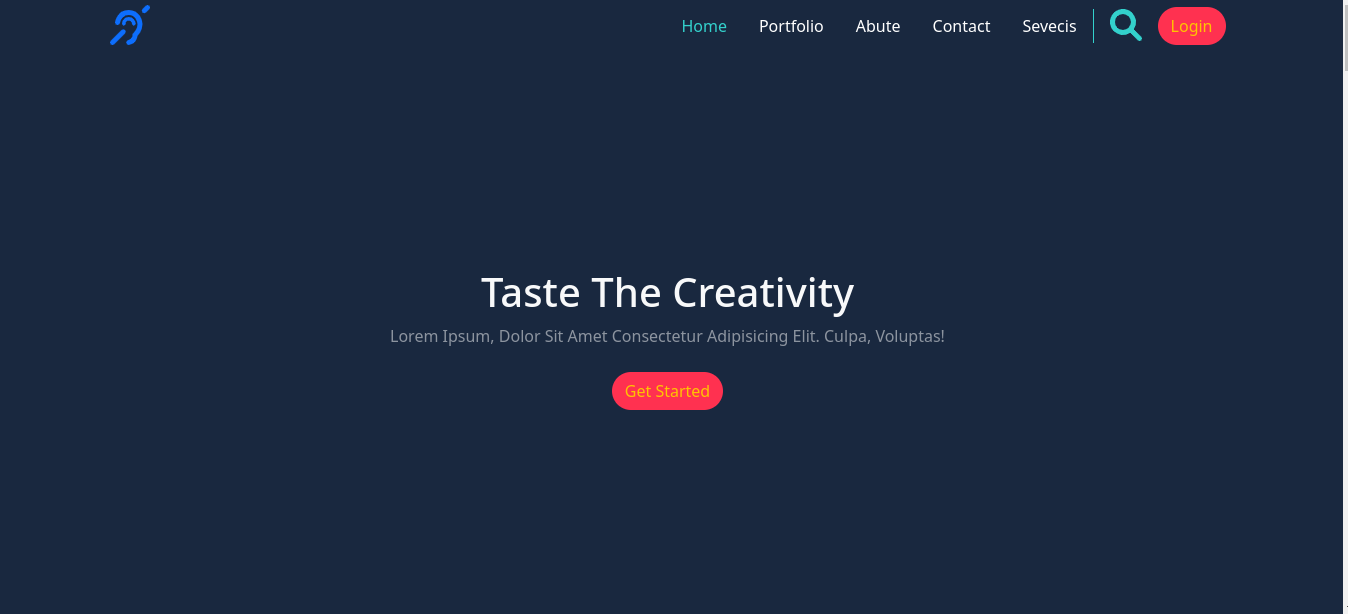 Home Portfolio Abute Contact Sevecis Login
Taste The Creativity
Lorem Ipsum, Dolor Sit Amet Consectetur Adipisicing Elit. Culpa, Voluptas!
Get Started